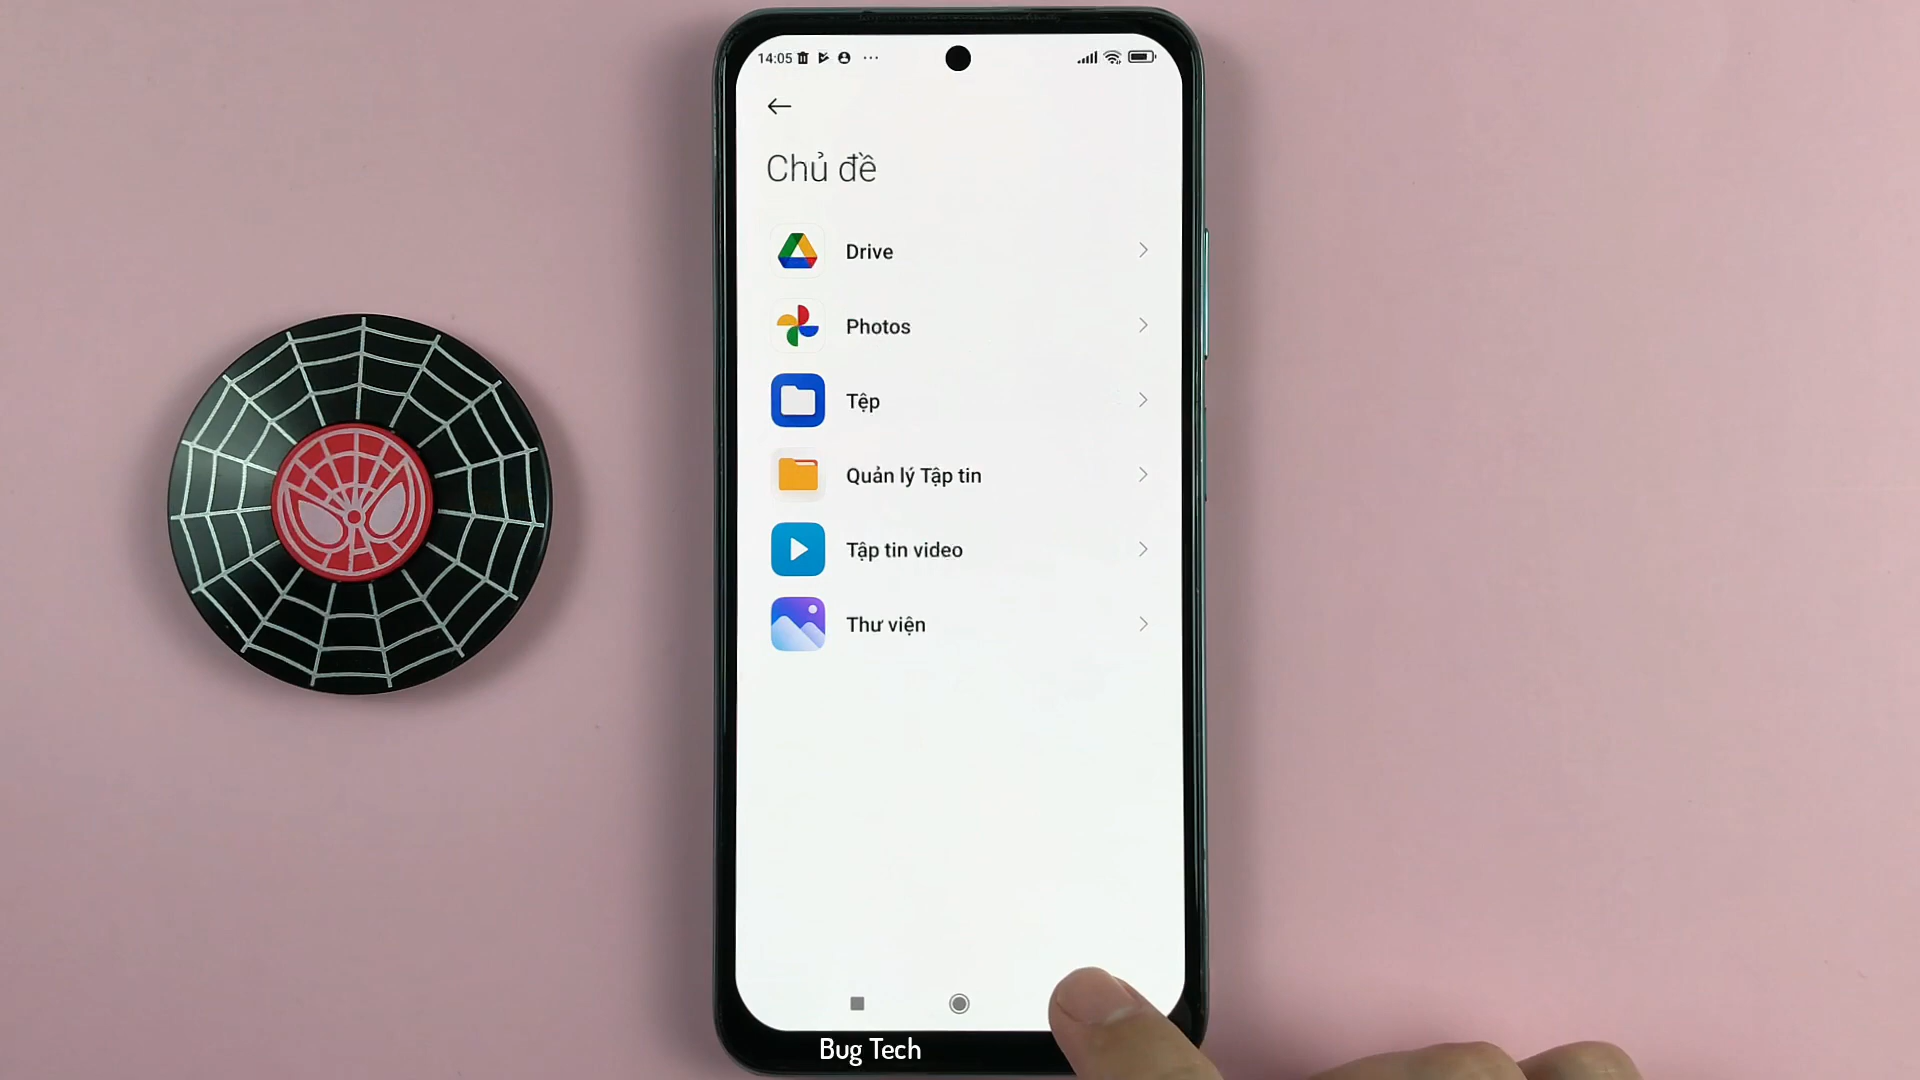 14:05
Chủ đề
Drive
Photos
Tệp
Quản lý Tập tin
Tập tin video
Thư viện
Bug Tech